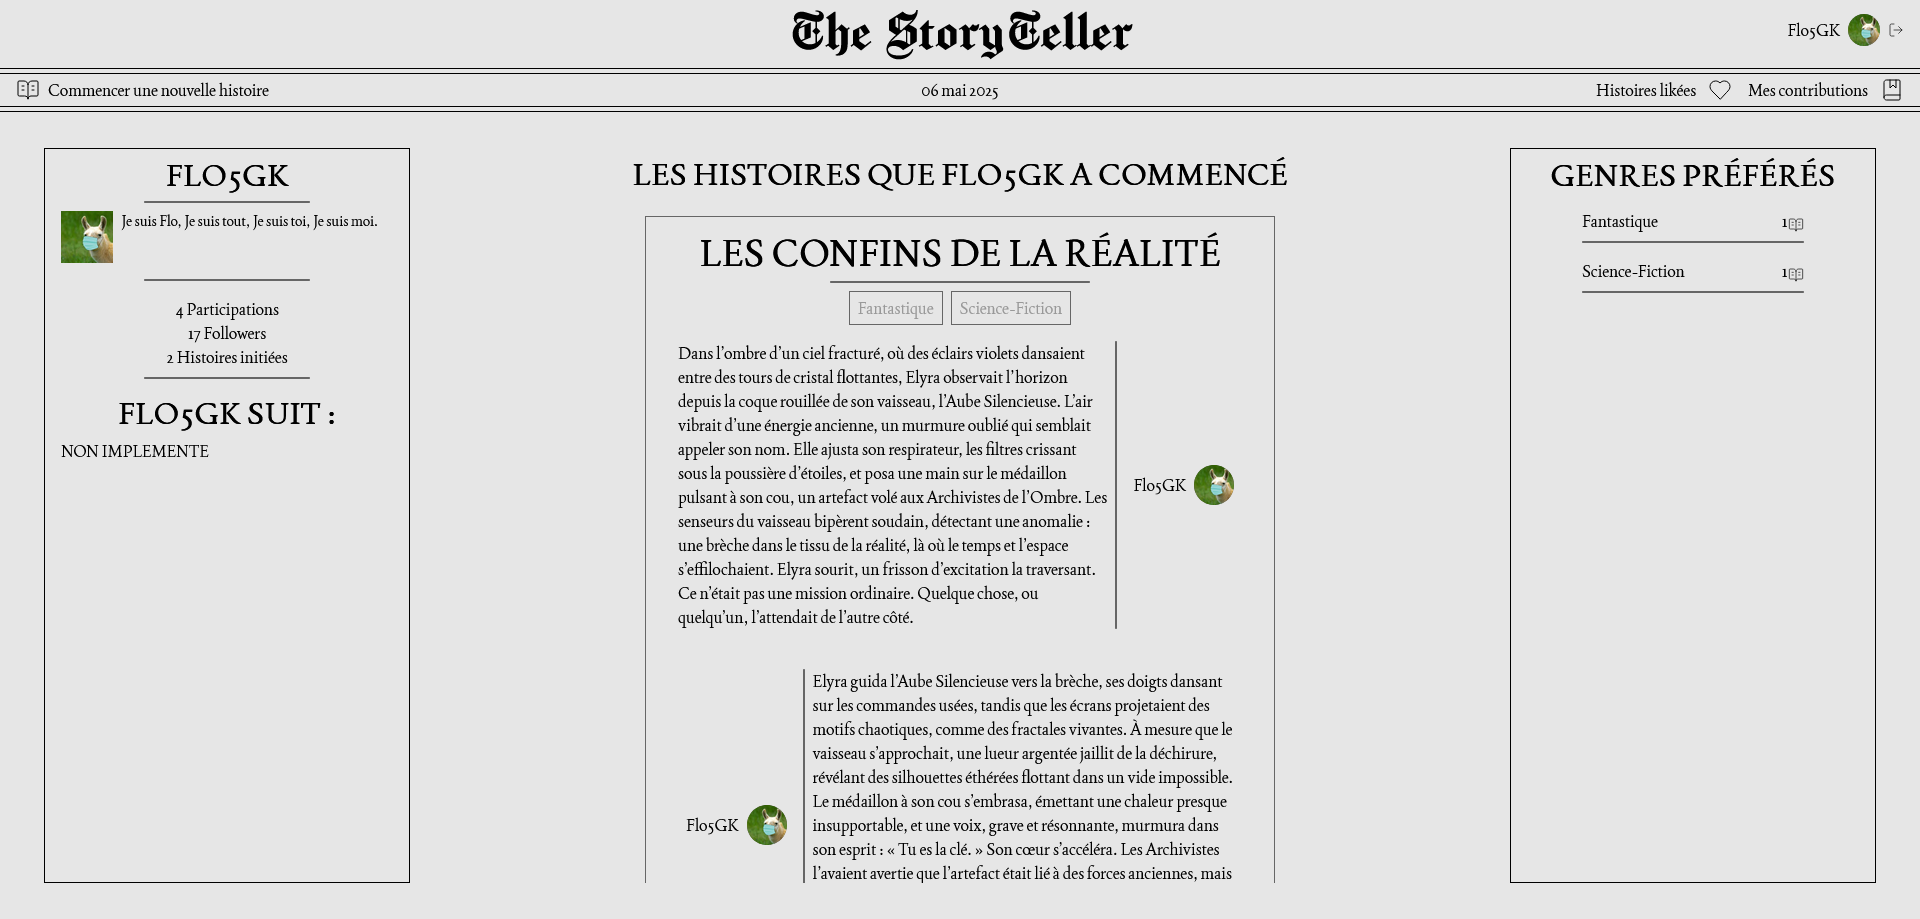 The StoryTeller
Flo5GK
Commencer une nouvelle histoire
06 mai 2025
Histoires likées
Mes contributions
FLO5GK
Je suis Flo, Je suis tout, Je suis toi, Je suis moi.
4 Participations
17 Followers
2 Histoires initiées
FLO5GK SUIT :
NON IMPLEMENTE
LES HISTOIRES QUE FLO5GK A COMMENCÉ
LES CONFINS DE LA RÉALITÉ
Fantastique
Science-Fiction
Dans l’ombre d’un ciel fracturé, où des éclairs violets dansaient
entre des tours de cristal flottantes, Elyra observait l’horizon
depuis la coque rouillée de son vaisseau, l’Aube Silencieuse. L’air
vibrait d’une énergie ancienne, un murmure oublié qui semblait
appeler son nom. Elle ajusta son respirateur, les filtres crissant
sous la poussière d’étoiles, et posa une main sur le médaillon
pulsant à son cou, un artefact volé aux Archivistes de l’Ombre. Les
senseurs du vaisseau bipèrent soudain, détectant une anomalie :
une brèche dans le tissu de la réalité, là où le temps et l’espace
s’effilochaient. Elyra sourit, un frisson d’excitation la traversant.
Ce n’était pas une mission ordinaire. Quelque chose, ou
quelqu’un, l’attendait de l’autre côté.
Flo5GK
Flo5GK
Elyra guida l’Aube Silencieuse vers la brèche, ses doigts dansant
sur les commandes usées, tandis que les écrans projetaient des
motifs chaotiques, comme des fractales vivantes. À mesure que le
vaisseau s’approchait, une lueur argentée jaillit de la déchirure,
révélant des silhouettes éthérées flottant dans un vide impossible.
Le médaillon à son cou s’embrasa, émettant une chaleur presque
insupportable, et une voix, grave et résonnante, murmura dans
son esprit : « Tu es la clé. » Son cœur s’accéléra. Les Archivistes
l’avaient avertie que l’artefact était lié à des forces anciennes, mais
GENRES PRÉFÉRÉS
Fantastique 1
Science-Fiction 1